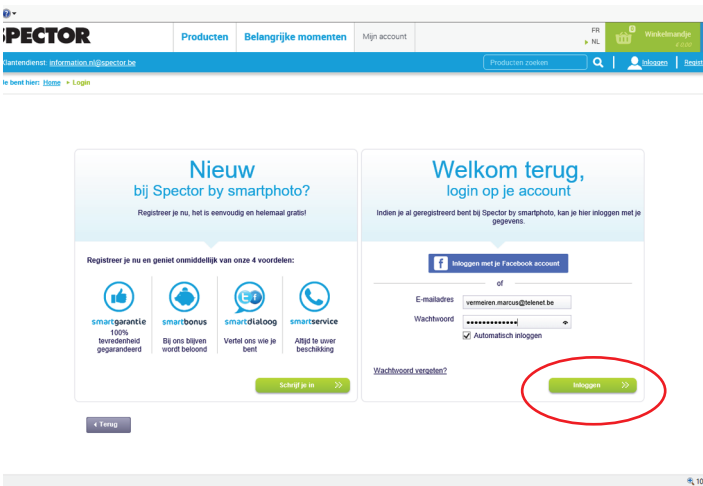 SPECTOR
Producten
Belangrijke momenten
Mijn account
FR
NL
0
Winkelmandje
€ 0,00
Klantendienst: information.nl@spector.be
Producten zoeken
Inloggen
Regist
Je bent hier: Home Login
Nieuw
bij Spector by smartphoto?
Registreer je nu, het is eenvoudig en helemaal gratis!
Registreer je nu en geniet onmiddellijk van onze 4 voordelen:
smartgarantie
100%
tevredenheid
gegarandeerd
smartbonus
Bij ons blijven
wordt beloond
smartdialoog
Vertel ons wie je
bent
smartservice
Altijd te uwer
beschikking
Schrijf je in
Terug
Welkom terug,
login op je account
Indien je al geregistreerd bent bij Spector by smartphoto, kan je hier inloggen met je
gegevens.
f Inloggen met je Facebook account
of
E-mailadres
vermeiren.marcus@telenet.be
Wachtwoord
Automatisch inloggen
Wachtwoord vergeten?
Inloggen
10